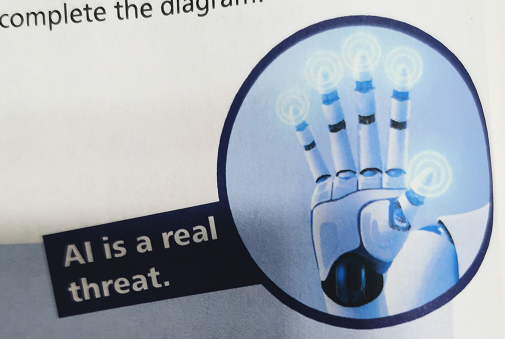 complete the diagram.
AI is a real
threat.